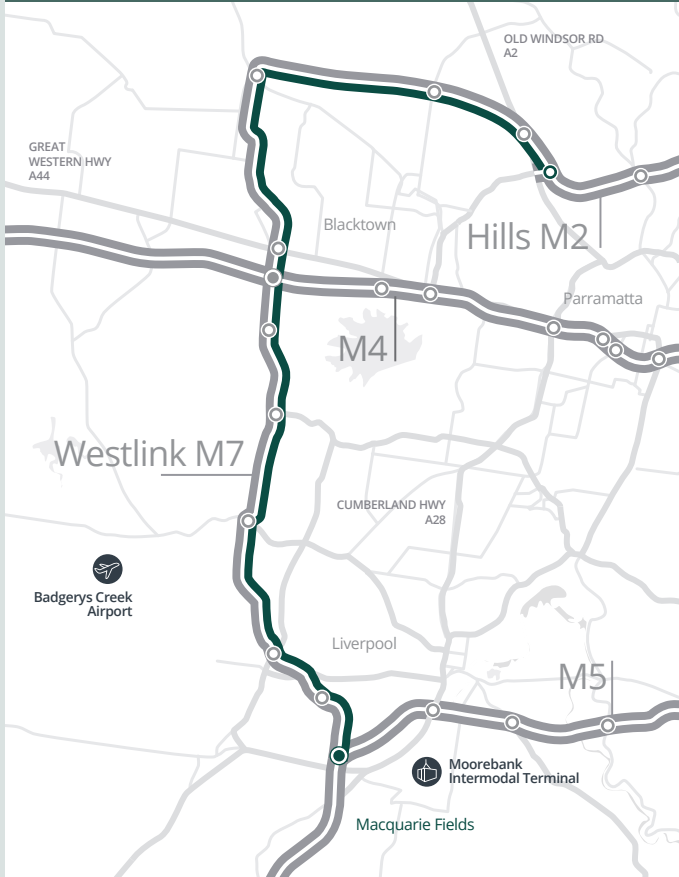 OLD WINDSOR RD
A2
GREAT
WESTERN HWY
A44
Blacktown
Hills M2
Parramatta
M4
Westlink M7
CUMBERLAND HWY
A28
Badgerys Creek
Airport
Liverpool
M5
Moorebank
Intermodal Terminal
Macquarie Fields